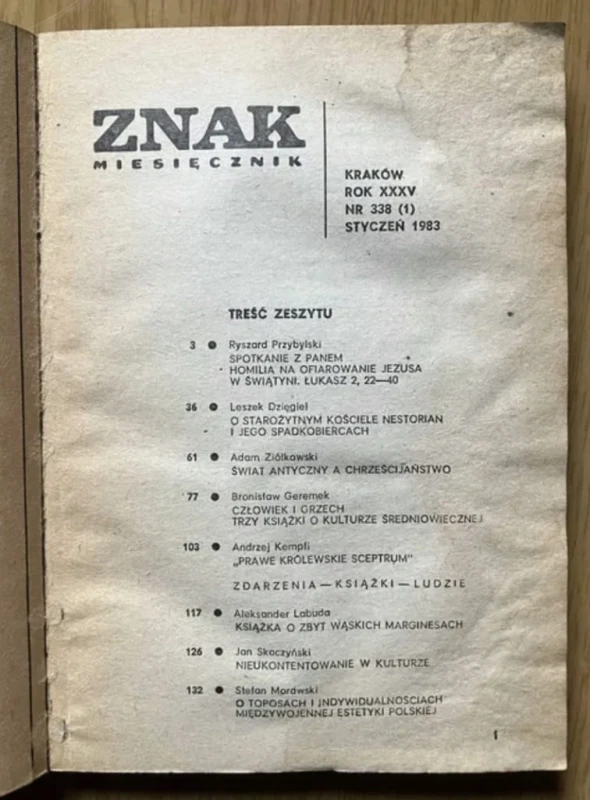 ZNAK
MIESIĘCZNIK
KRAKÓW
ROK XXXV
NR 338 (1)
STYCZEŃ 1983
TREŚĆ ZESZYTU
3 ● Ryszard Przybylski
SPOTKANIE Z PANEM
HOMILIA NA OFIAROWANIE JEZUSA
W ŚWIĄTYNI. ŁUKASZ 2, 22—40
36 ● Leszek Dzięgiel
O STAROŻYTNYM KOŚCIELE NESTORIAN
I JEGO SPADKOBIERCACH
61 ● Adam Ziółkowski
ŚWIAT ANTYCZNY A CHRZEŚCIJAŃSTWO
77 ● Bronisław Geremek
CZŁOWIEK I GRZECH
TRZY KSIĄŻKI O KULTURZE ŚREDNIOWIECZNEJ
103 ● Andrzej Kempfi
„PRAWE KRÓLEWSKIE SCEPTRUM"
ZDARZENIA — KSIĄŻKI — LUDZIE
117 ● Aleksander Labuda
KSIĄŻKA O ZBYT WĄSKICH MARGINESACH
126 ● Jan Skoczyński
NIEUKONTENTOWANIE W KULTURZE
132 ● Stefan Morawski
O TOPOSACH I INDYWIDUALNOŚCIACH
MIĘDZYWOJENNEJ ESTETYKI POLSKIEJ
1